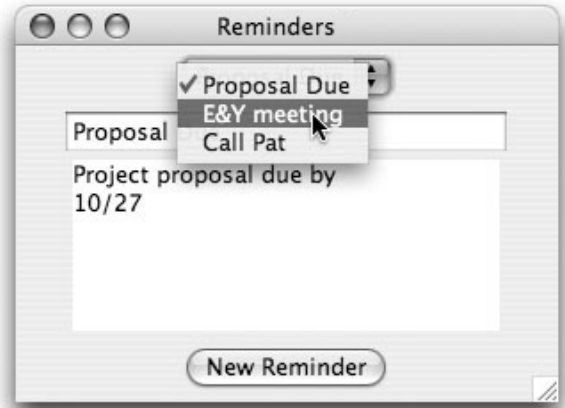 Reminders
✓ Proposal Due
E&Y meeting
Call Pat
Proposal
Project proposal due by
10/27
New Reminder